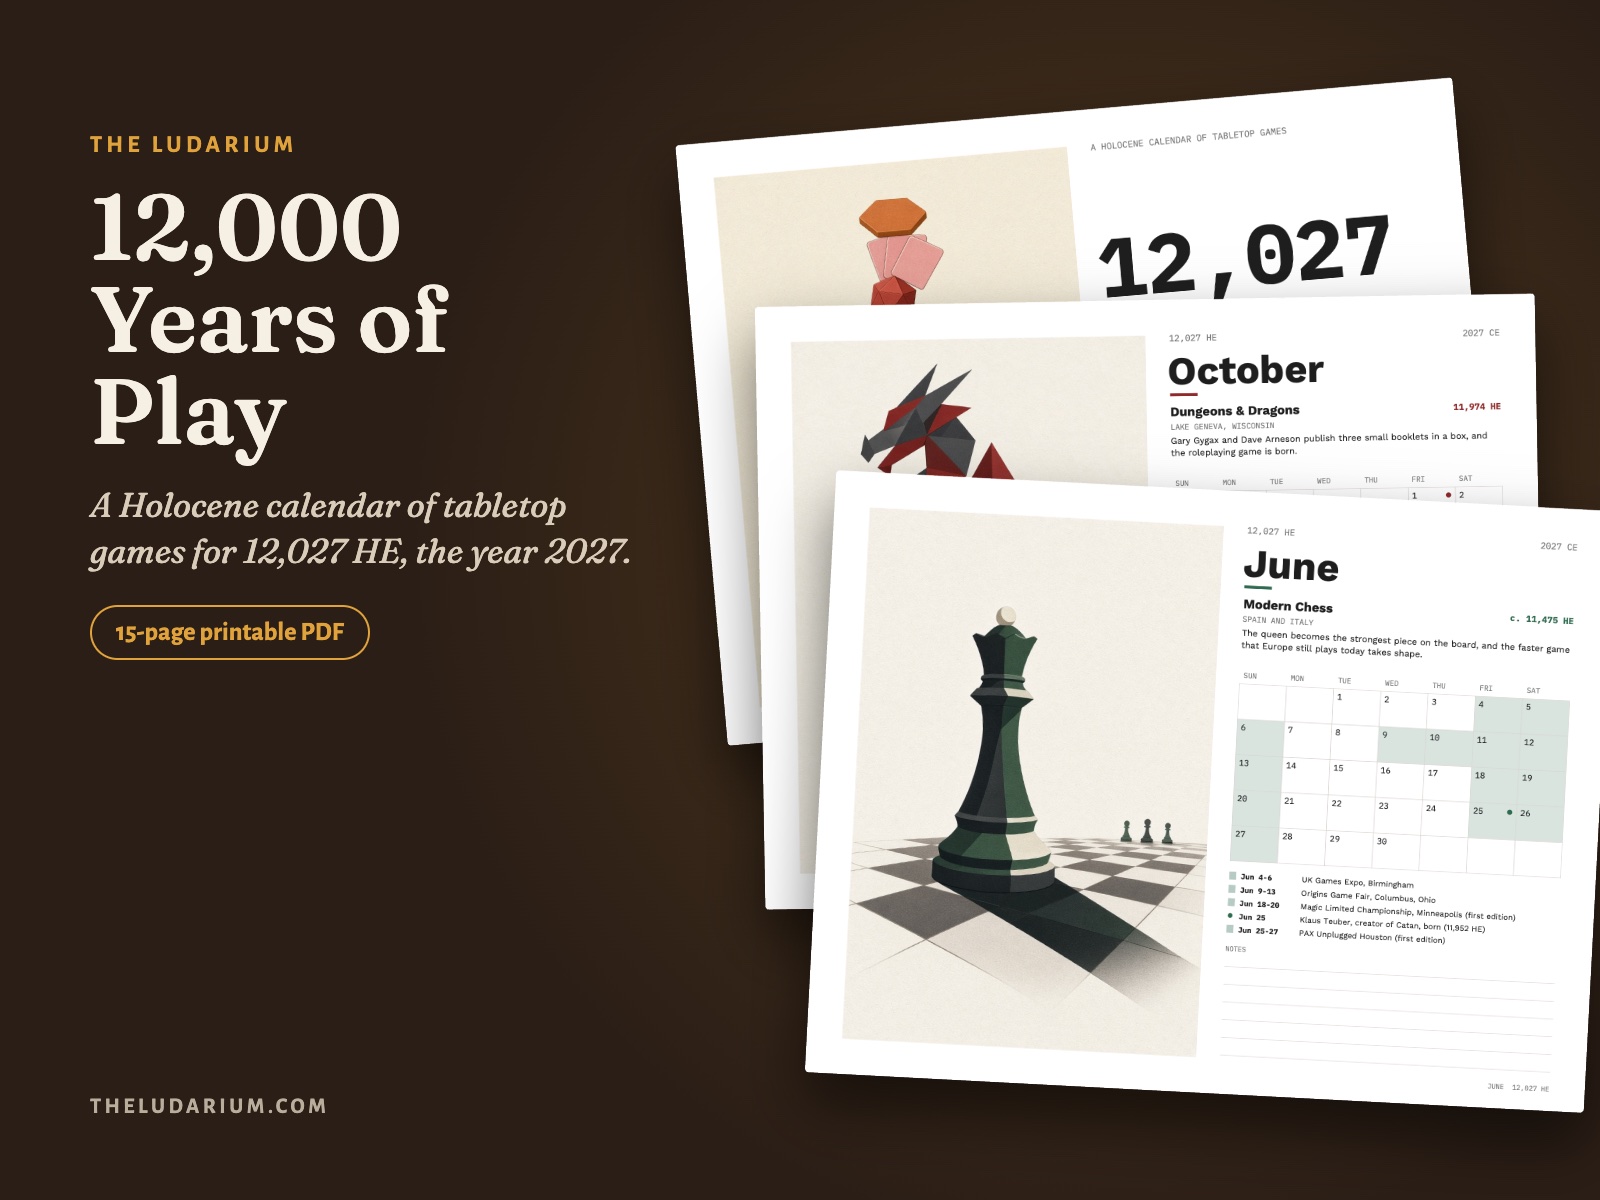 THE LUDARIUM
12,000
Years of
Play
A Holocene calendar of tabletop
games for 12,027 HE, the year 2027.
15-page printable PDF
THELUDARIUM.COM
A HOLOCENE CALENDAR OF TABLETOP GAMES
12,027
12,027 HE
2027 CE
October
Dungeons & Dragons
11,974 HE
LAKE GENEVA, WISCONSIN
Gary Gygax and Dave Arneson publish three small booklets in a box, and
the roleplaying game is born.
SUN MON TUE WED THU FRI SAT
1 2
12,027 HE
2027 CE
June
Modern Chess
c. 11,475 HE
SPAIN AND ITALY
The queen becomes the strongest piece on the board, and the faster game
that Europe still plays today takes shape.
SUN MON TUE WED THU FRI SAT
1 2 3 4 5
6 7 8 9 10 11 12
13 14 15 16 17 18 19
20 21 22 23 24 25 26
27 28 29 30
Jun 4-6 UK Games Expo, Birmingham
Jun 9-13 Origins Game Fair, Columbus, Ohio
Jun 18-20 Magic Limited Championship, Minneapolis (first edition)
Jun 25 Klaus Teuber, creator of Catan, born (11,952 HE)
Jun 25-27 PAX Unplugged Houston (first edition)
NOTES
JUNE 12,027 HE